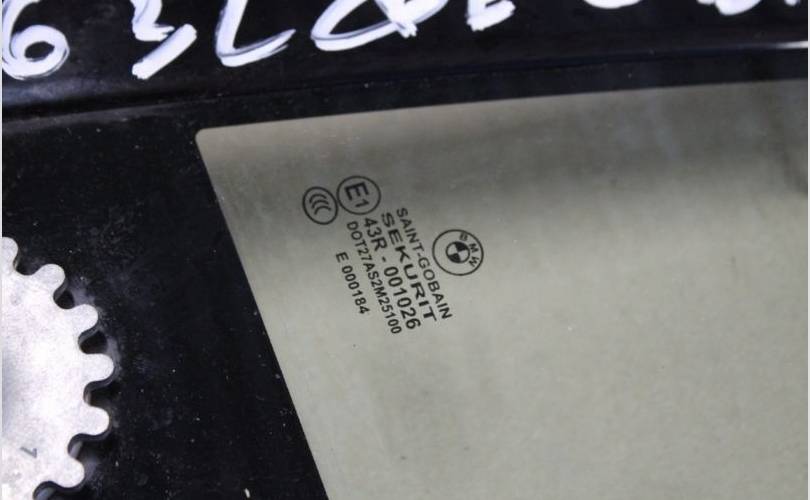 BMW
SAINT-GOBAIN
SEKURIT
E1
43R - 001026
DOT27AS2M25100
E 000184